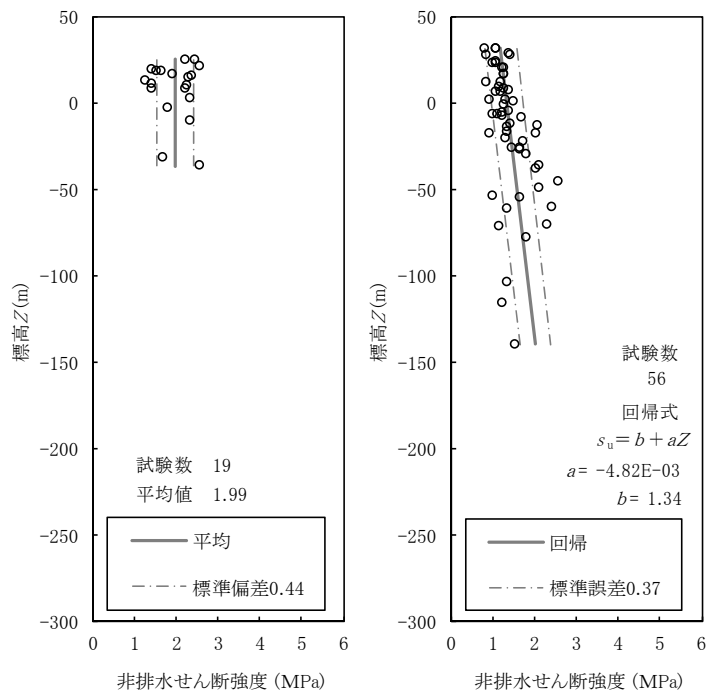 50
0
−50
−100
−150
−200
−250
−300
標高Z(m)
試験数 19
平均値 1.99
平均
標準偏差0.44
0 1 2 3 4 5 6
非排水せん断強度 (MPa)
50
0
−50
−100
−150
−200
−250
−300
標高Z(m)
試験数
56
回帰式
su＝b＋aZ
a= -4.82E-03
b= 1.34
回帰
標準誤差0.37
0 1 2 3 4 5 6
非排水せん断強度 (MPa)